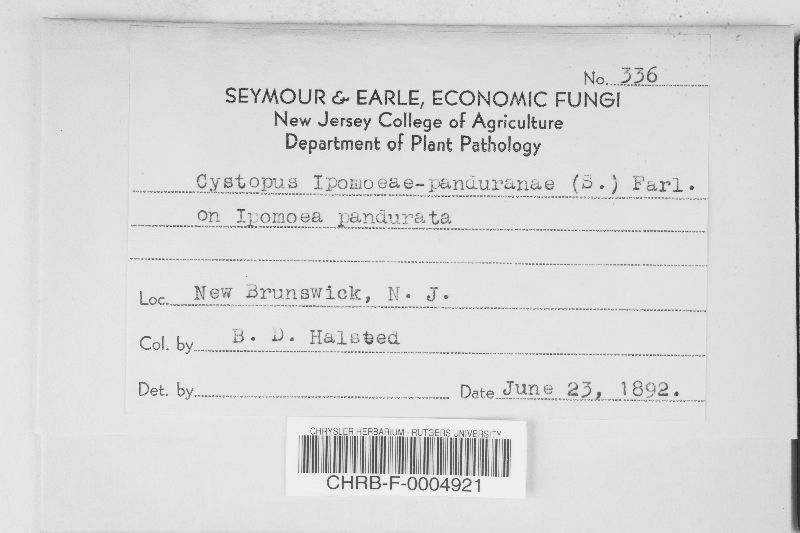 No. 336
SEYMOUR & EARLE, ECONOMIC FUNGI
New Jersey College of Agriculture
Department of Plant Pathology
Cystopus Ipomoeae-panduranae (S.) Farl.
on Ipomoea pandurata
Loc. New Brunswick, N. J.
Col. by B. D. Halsted
Det. by
Date June 23, 1892.
CHRYSLER HERBARIUM - RUTGERS UNIVERSITY
CHRB-F-0004921